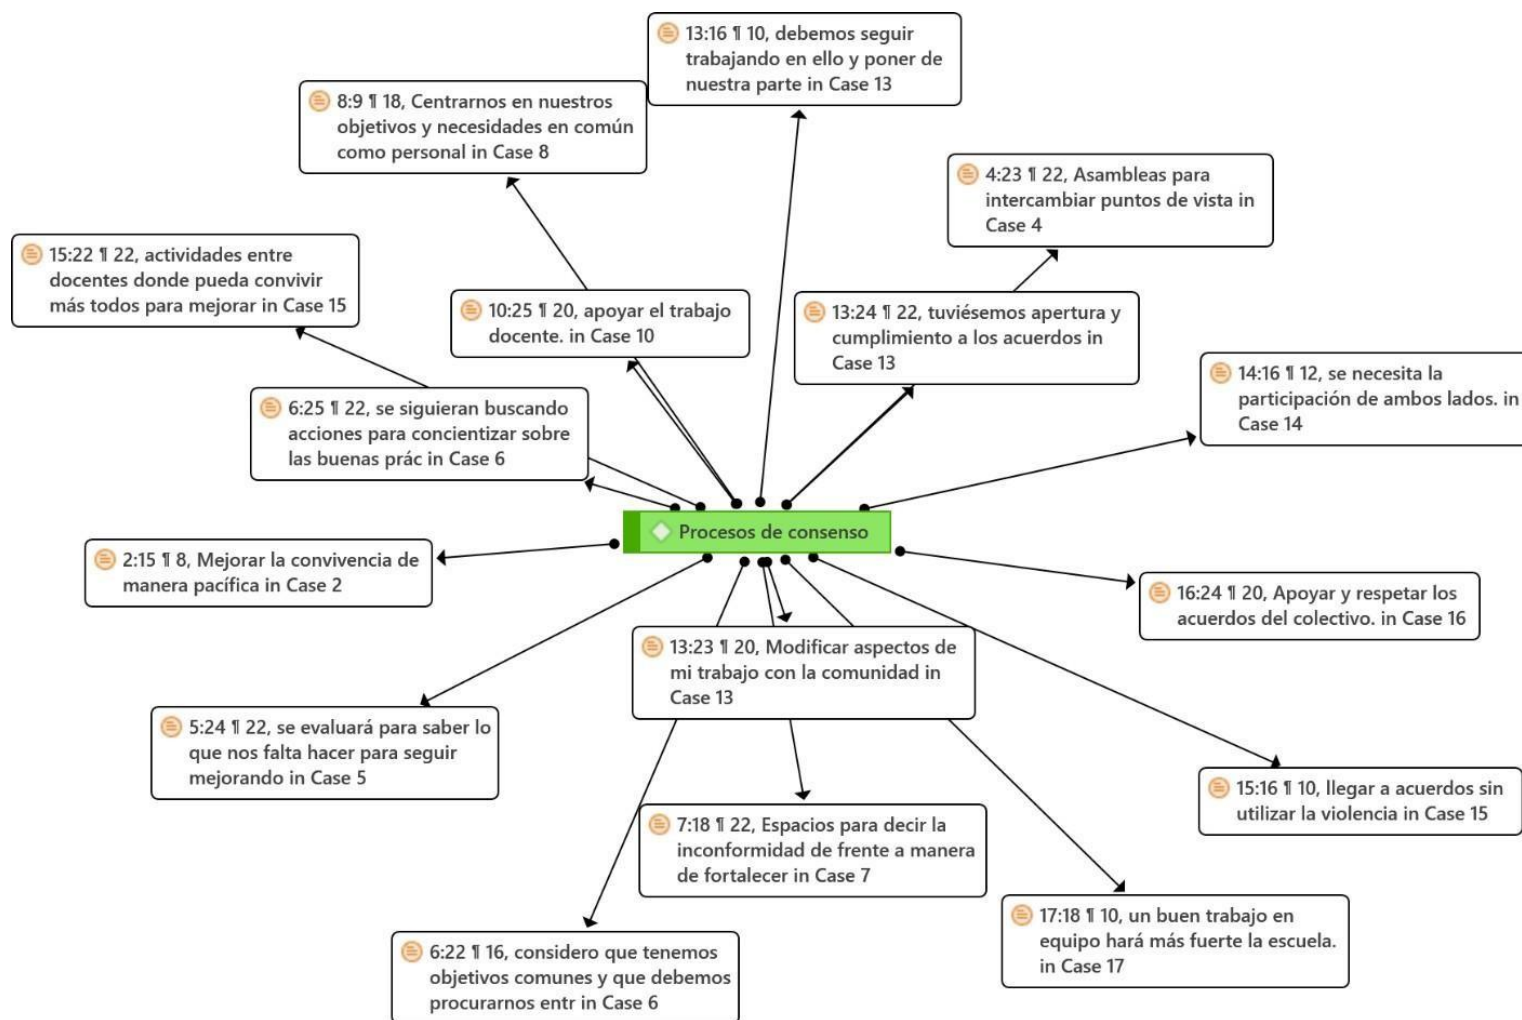 13:16 ¶ 10, debemos seguir
trabajando en ello y poner de
nuestra parte in Case 13
8:9 ¶ 18, Centrarnos en nuestros
objetivos y necesidades en común
como personal in Case 8
4:23 ¶ 22, Asambleas para
intercambiar puntos de vista in
Case 4
15:22 ¶ 22, actividades entre
docentes donde pueda convivir
más todos para mejorar in Case 15
10:25 ¶ 20, apoyar el trabajo
docente. in Case 10
13:24 ¶ 22, tuviésemos apertura y
cumplimiento a los acuerdos in
Case 13
14:16 ¶ 12, se necesita la
participación de ambos lados. in
Case 14
6:25 ¶ 22, se siguieran buscando
acciones para concientizar sobre
las buenas prác in Case 6
Procesos de consenso
2:15 ¶ 8, Mejorar la convivencia de
manera pacífica in Case 2
16:24 ¶ 20, Apoyar y respetar los
acuerdos del colectivo. in Case 16
13:23 ¶ 20, Modificar aspectos de
mi trabajo con la comunidad in
Case 13
5:24 ¶ 22, se evaluará para saber lo
que nos falta hacer para seguir
mejorando in Case 5
15:16 ¶ 10, llegar a acuerdos sin
utilizar la violencia in Case 15
7:18 ¶ 22, Espacios para decir la
inconformidad de frente a manera
de fortalecer in Case 7
17:18 ¶ 10, un buen trabajo en
equipo hará más fuerte la escuela.
in Case 17
6:22 ¶ 16, considero que tenemos
objetivos comunes y que debemos
procurarnos entr in Case 6